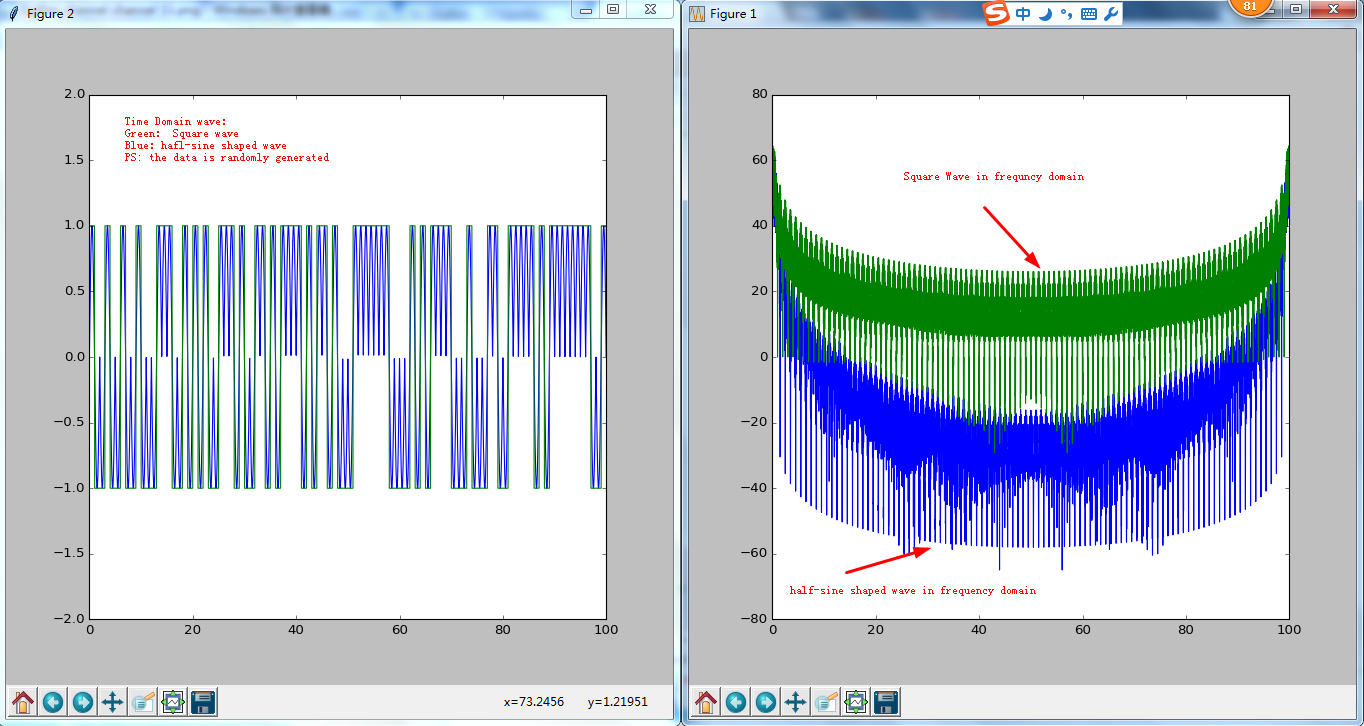 Figure 2
2.0
Time Domain wave:
Green: Square wave
Blue: hafl-sine shaped wave
PS: the data is randomly generated
1.5
1.0
0.5
0.0
−0.5
−1.0
−1.5
−2.0
0 20 40 60 80 100
x=73.2456 y=1.21951
Figure 1
S 中
81
80
60
Square Wave in frequncy domain
40
20
0
−20
−40
−60
half-sine shaped wave in frequency domain
−80
0 20 40 60 80 100